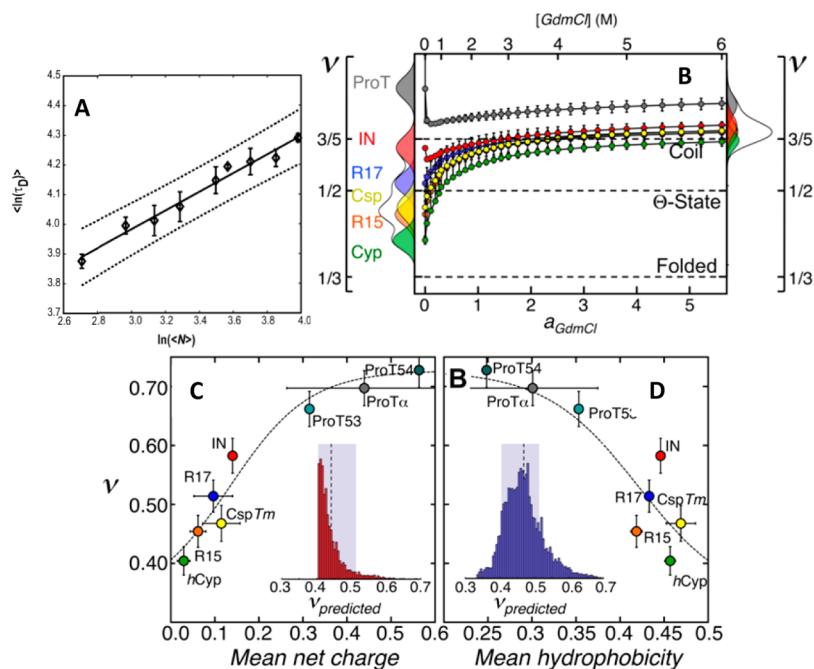 [GdmCl] (M)
0 1 2 3 4 5 6
ν
ν
A
B
4.5
4.4
4.3
4.2
4.1
4.0
3.9
3.8
3.7
<ln(τD)>
2.6 2.8 3.0 3.2 3.4 3.6 3.8 4.0
ln(<N>)
ProT
IN
R17
Csp
R15
Cyp
3/5
1/2
1/3
Coil
Θ-State
Folded
3/5
1/2
1/3
0 1 2 3 4 5
aGdmCl
C
B
D
0.70
0.60
0.50
0.40
ν
ProT54
ProTα
ProT53
IN
R17
CspTm
R15
hCyp
0.3 0.4 0.5 0.6 0.7
νpredicted
0.0 0.1 0.2 0.3 0.4 0.5 0.6
Mean net charge
ProT54
ProTα
IN
R17
CspTm
R15
hCyp
0.3 0.4 0.5 0.6 0.7
νpredicted
0.25 0.30 0.35 0.40 0.45 0.5
Mean hydrophobicity